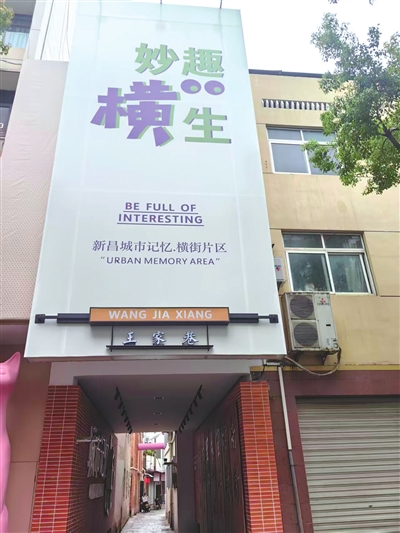 妙趣
横生
BE FULL OF
INTERESTING
新昌城市记忆.横街片区
"URBAN MEMORY AREA"
WANG JIA XIANG
王家巷